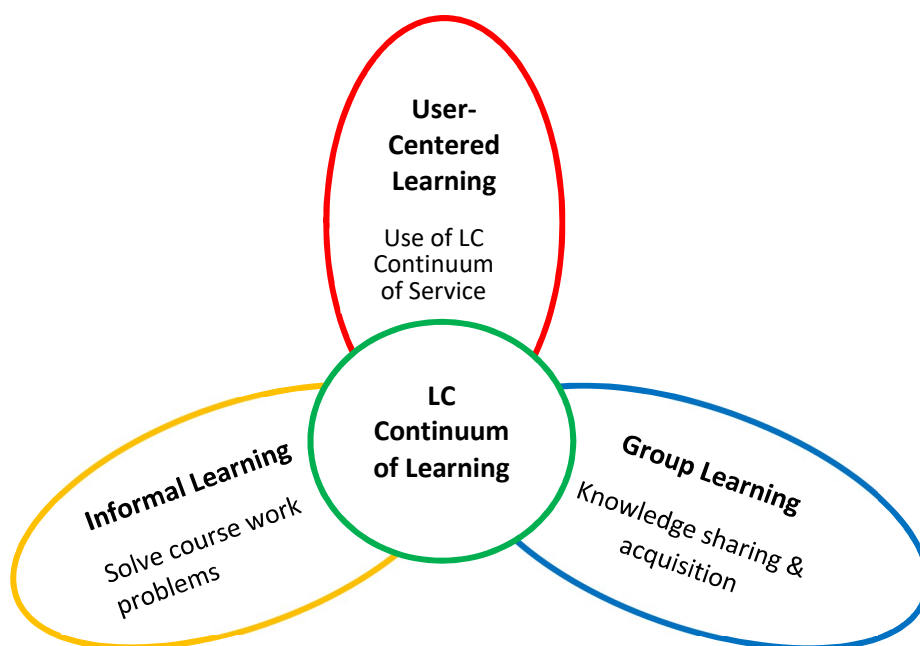 User-
Centered
Learning
Use of LC
Continuum
of Service
LC
Continuum
of Learning
Informal Learning
Solve course work
problems
Group Learning
Knowledge sharing &
acquisition